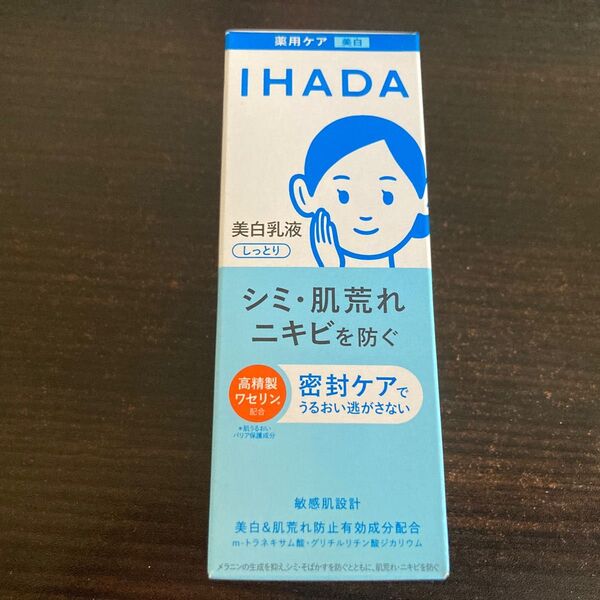 薬用ケア 美白
IHADA
美白乳液
しっとり
シミ・肌荒れ
ニキビを防ぐ
高精製
ワセリン*
配合
密封ケアで
うるおい逃がさない
*肌うるおい
バリア保護成分
敏感肌設計
美白&肌荒れ防止有効成分配合
m-トラネキサム酸・グリチルリチン酸ジカリウム
メラニンの生成を抑え、シミ・そばかすを防ぐとともに、肌荒れ・ニキビを防ぐ